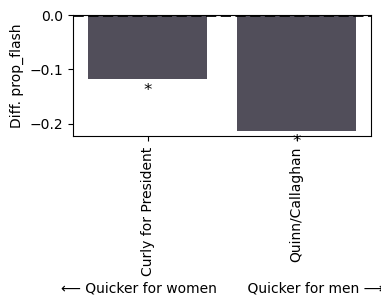 0.0
−0.1
−0.2
Diff. prop_flash
*
*
Curly for President
Quinn/Callaghan
⟵ Quicker for women
Quicker for men ⟶